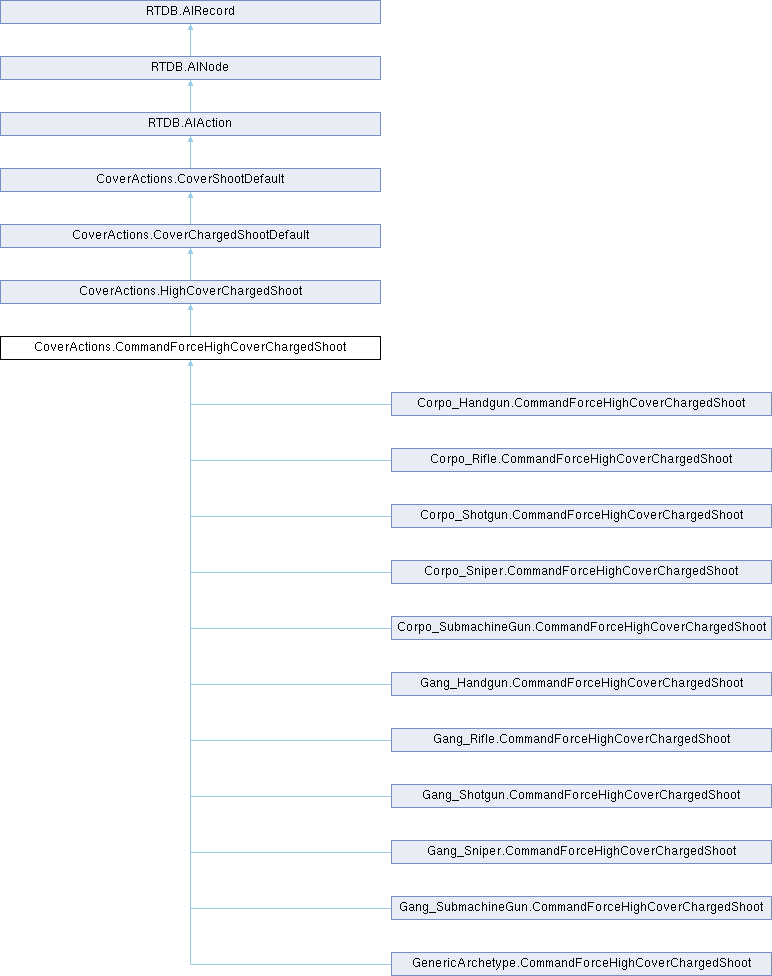 RTDB.AIRecord
RTDB.AINode
RTDB.AIAction
CoverActions.CoverShootDefault
CoverActions.CoverChargedShootDefault
CoverActions.HighCoverChargedShoot
CoverActions.CommandForceHighCoverChargedShoot
Corpo_Handgun.CommandForceHighCoverChargedShoot
Corpo_Rifle.CommandForceHighCoverChargedShoot
Corpo_Shotgun.CommandForceHighCoverChargedShoot
Corpo_Sniper.CommandForceHighCoverChargedShoot
Corpo_SubmachineGun.CommandForceHighCoverChargedShoot
Gang_Handgun.CommandForceHighCoverChargedShoot
Gang_Rifle.CommandForceHighCoverChargedShoot
Gang_Shotgun.CommandForceHighCoverChargedShoot
Gang_Sniper.CommandForceHighCoverChargedShoot
Gang_SubmachineGun.CommandForceHighCoverChargedShoot
GenericArchetype.CommandForceHighCoverChargedShoot